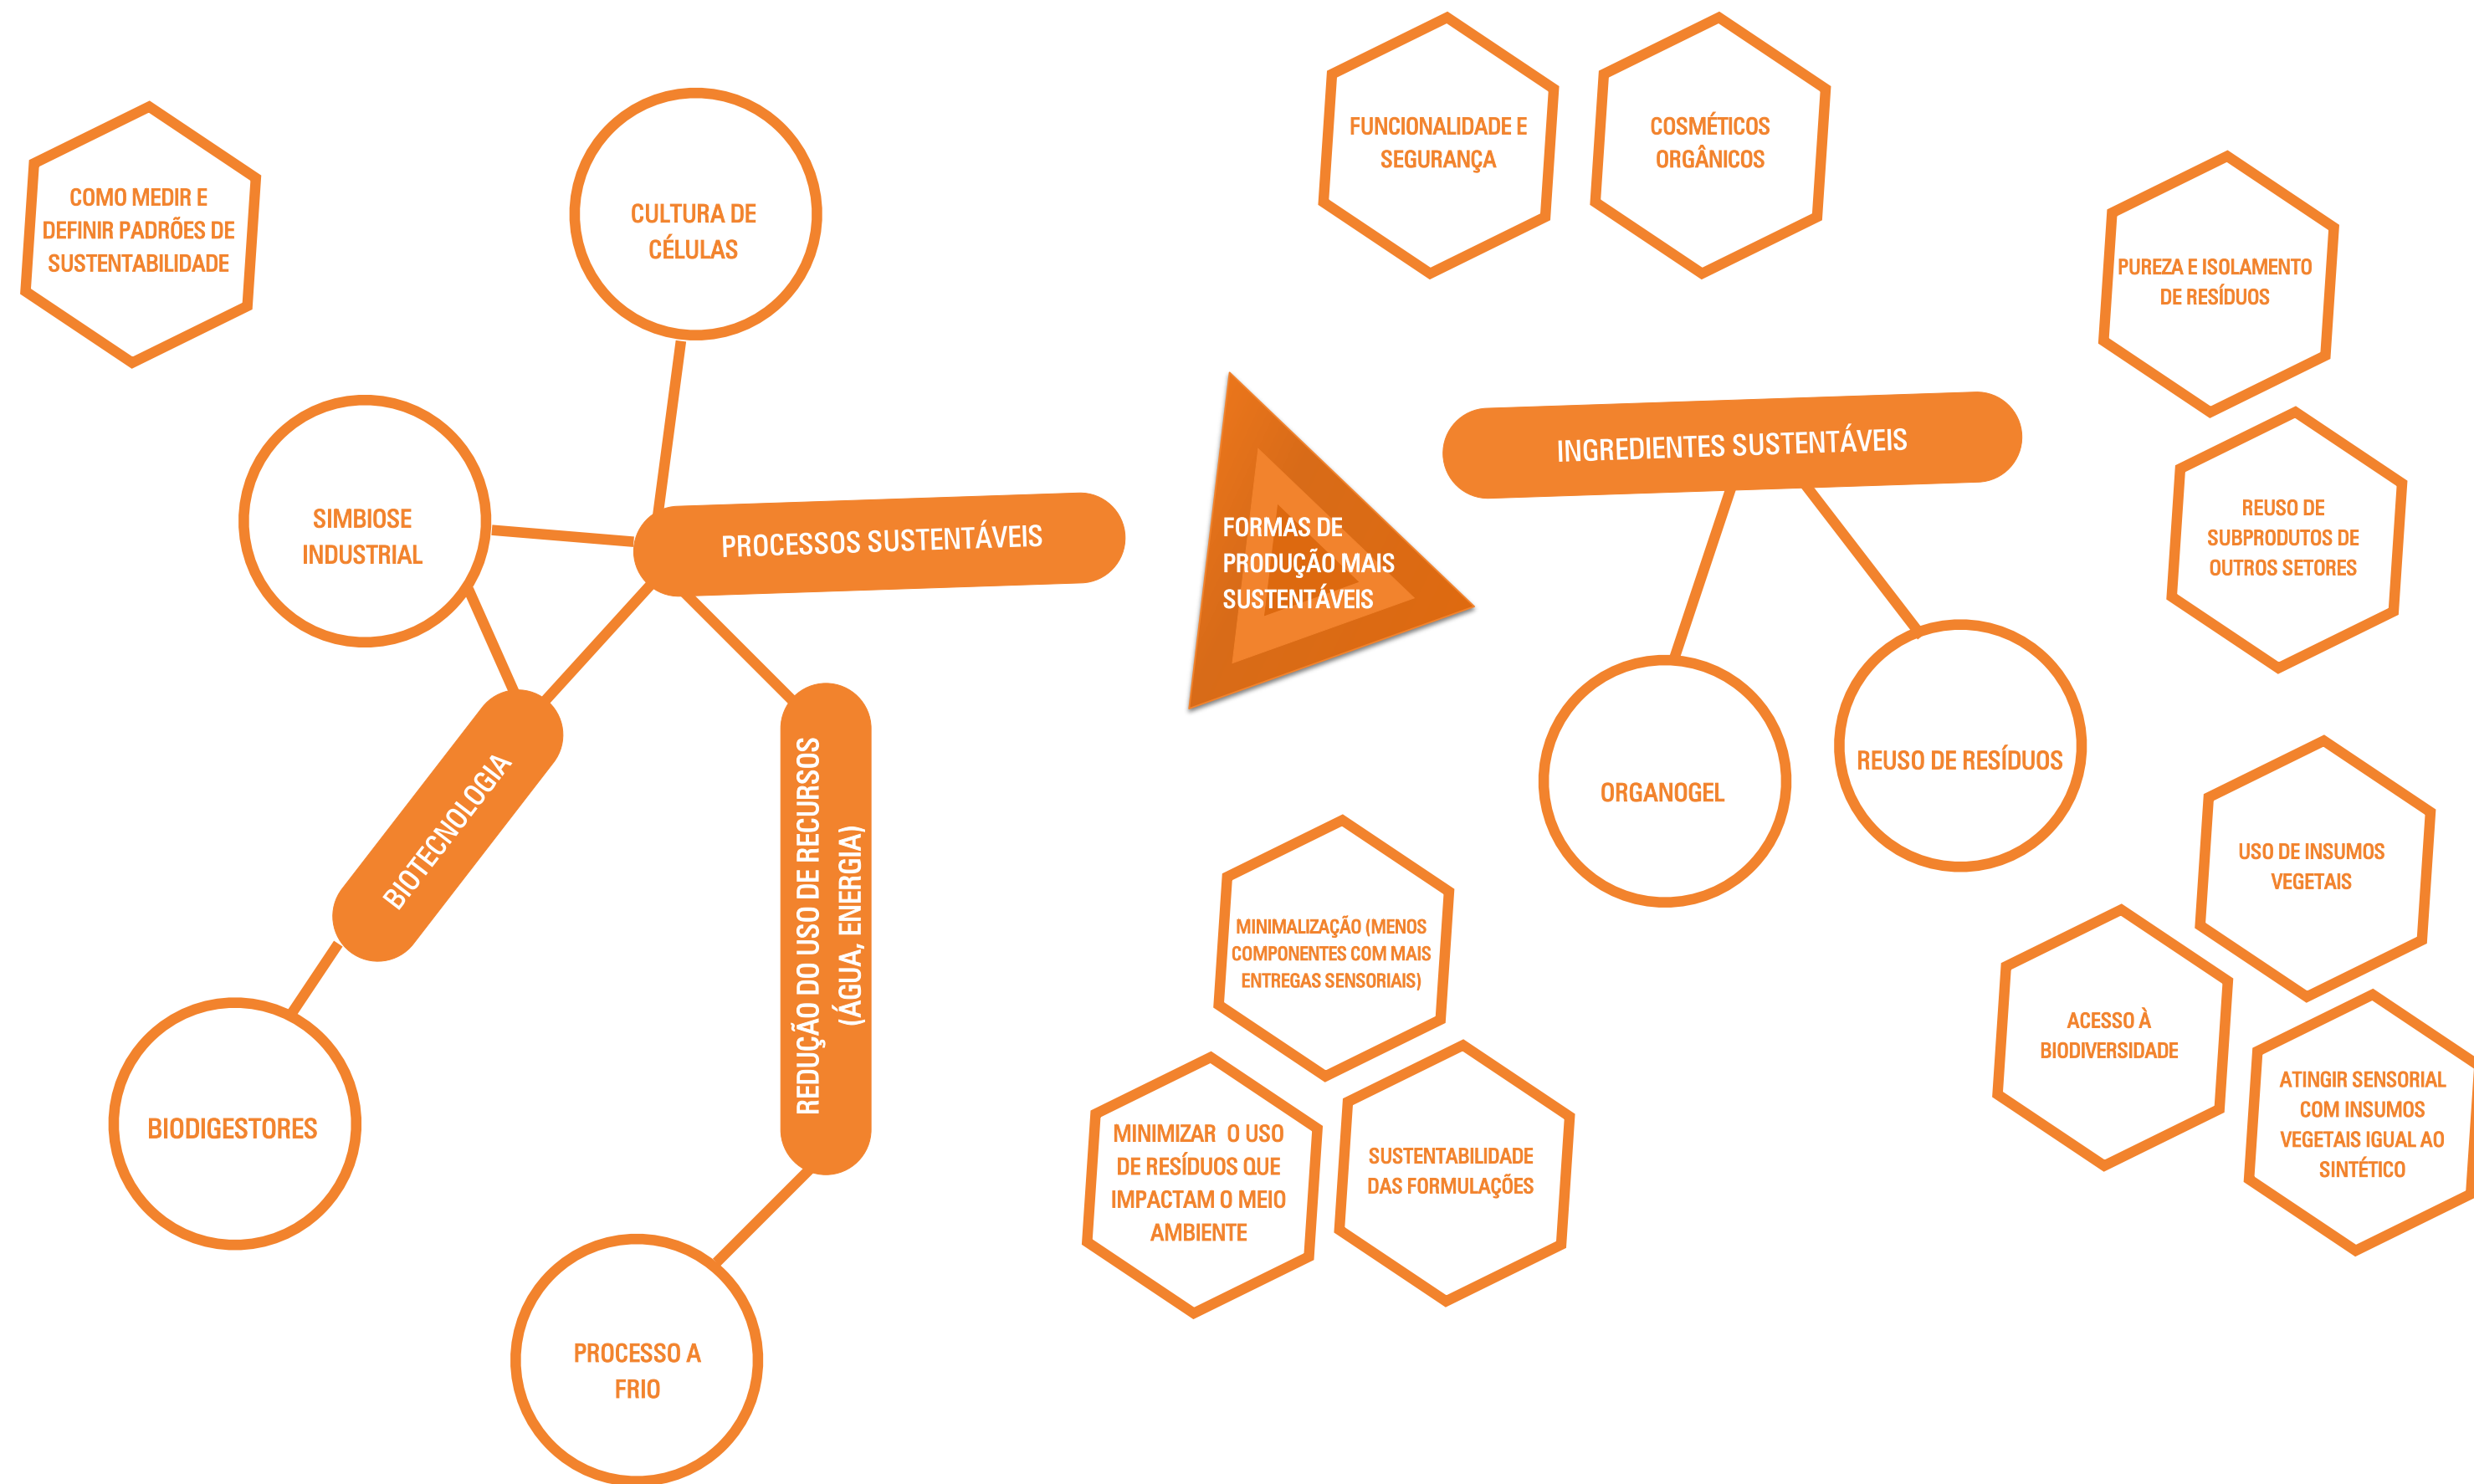 COMO MEDIR E
DEFINIR PADRÕES DE
SUSTENTABILIDADE
CULTURA DE
CÉLULAS
SIMBIOSE
INDUSTRIAL
PROCESSOS SUSTENTÁVEIS
BIOTECNOLOGIA
REDUÇÃO DO USO DE RECURSOS
(ÁGUA, ENERGIA)
BIODIGESTORES
PROCESSO A
FRIO
FORMAS DE
PRODUÇÃO MAIS
SUSTENTÁVEIS
FUNCIONALIDADE E
SEGURANÇA
COSMÉTICOS
ORGÂNICOS
INGREDIENTES SUSTENTÁVEIS
ORGANOGEL
REUSO DE RESÍDUOS
PUREZA E ISOLAMENTO
DE RESÍDUOS
REUSO DE
SUBPRODUTOS DE
OUTROS SETORES
MINIMALIZAÇÃO (MENOS
COMPONENTES COM MAIS
ENTREGAS SENSORIAIS)
MINIMIZAR  O USO
DE RESÍDUOS QUE
IMPACTAM O MEIO
AMBIENTE
SUSTENTABILIDADE
DAS FORMULAÇÕES
USO DE INSUMOS
VEGETAIS
ACESSO À
BIODIVERSIDADE
ATINGIR SENSORIAL
COM INSUMOS
VEGETAIS IGUAL AO
SINTÉTICO